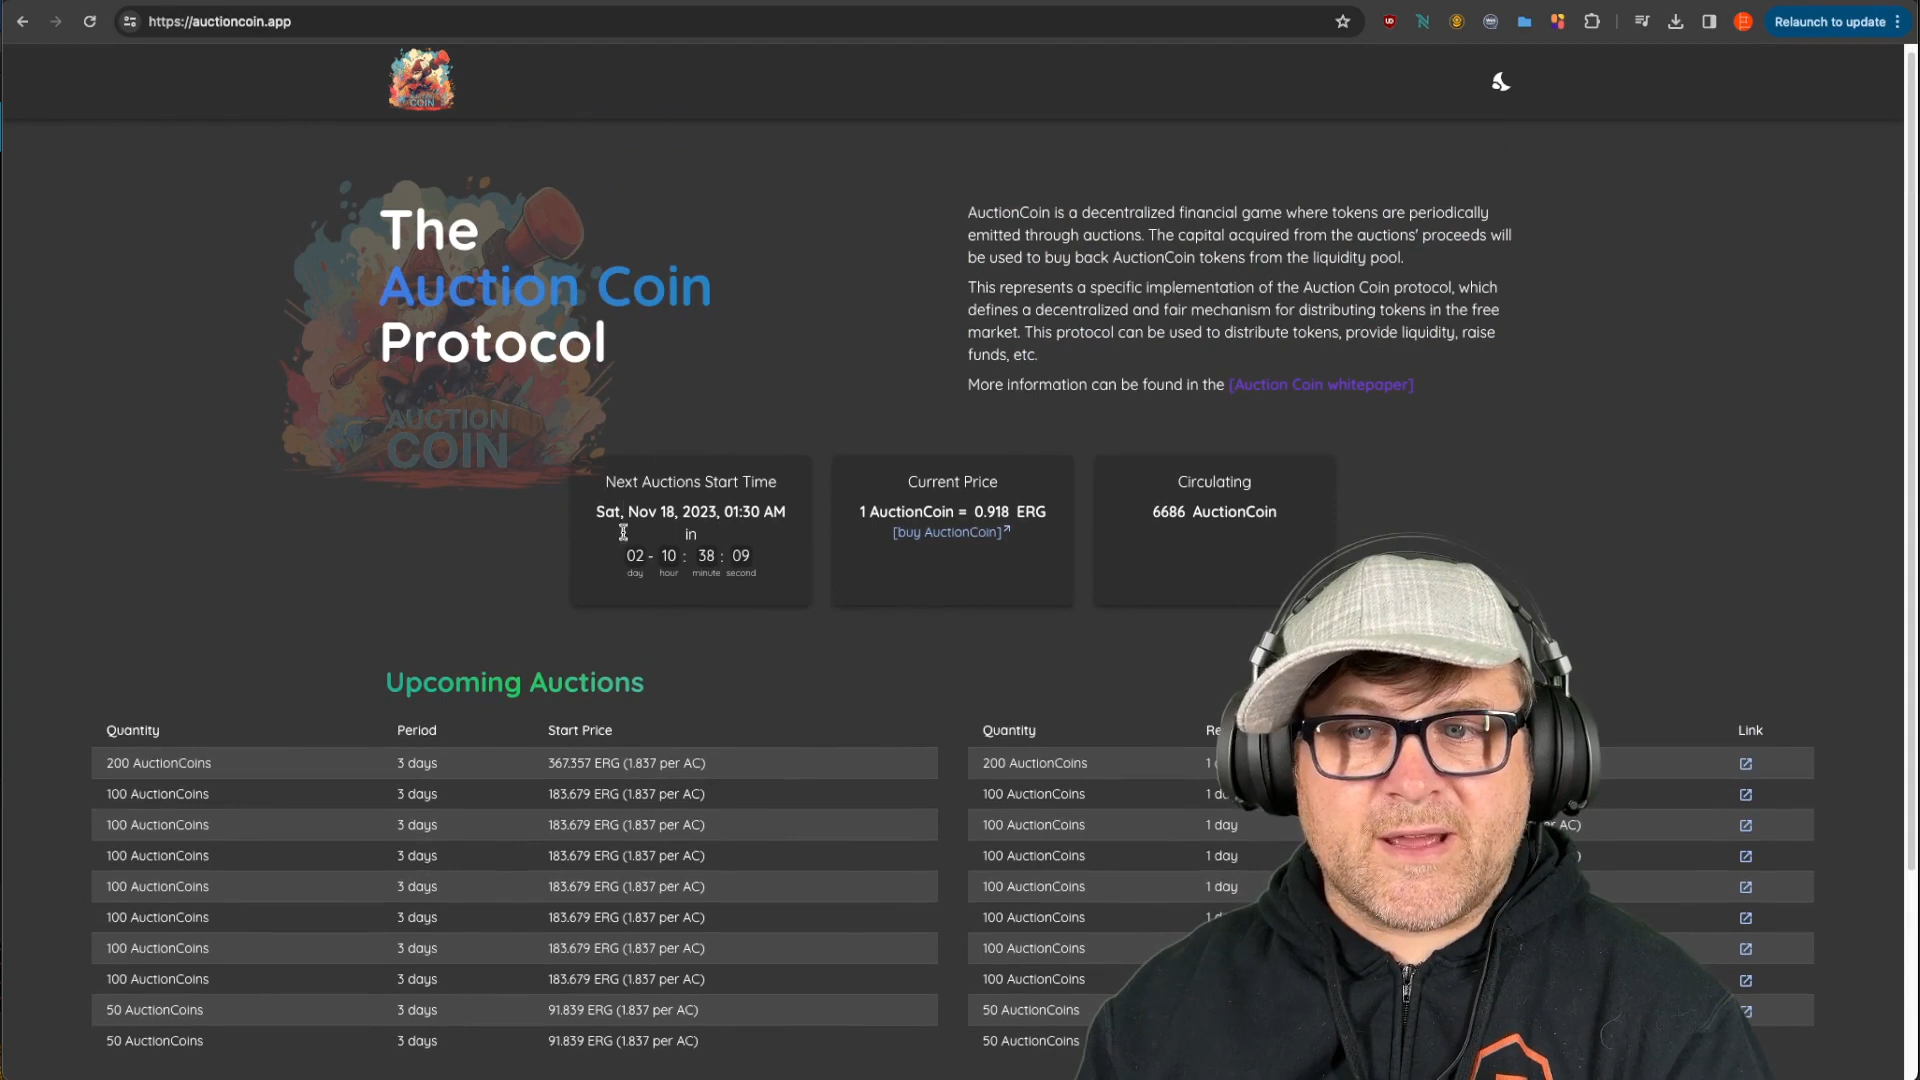 https://auctioncoin.app
Relaunch to update
COIN
The
Auction Coin
Protocol
AUCTION
COIN
AuctionCoin is a decentralized financial game where tokens are periodically
emitted through auctions. The capital acquired from the auctions' proceeds will
be used to buy back AuctionCoin tokens from the liquidity pool.
This represents a specific implementation of the Auction Coin protocol, which
defines a decentralized and fair mechanism for distributing tokens in the free
market. This protocol can be used to distribute tokens, provide liquidity, raise
funds, etc.
More information can be found in the [Auction Coin whitepaper]
Next Auctions Start Time
Sat, Nov 18, 2023, 01:30 AM
in
02 - 10 : 38 : 09
day hour minute second
Current Price
1 AuctionCoin = 0.918 ERG
[buy AuctionCoin]
Circulating
6686 AuctionCoin
Upcoming Auctions
Quantity Period Start Price
200 AuctionCoins 3 days 367.357 ERG (1.837 per AC)
100 AuctionCoins 3 days 183.679 ERG (1.837 per AC)
100 AuctionCoins 3 days 183.679 ERG (1.837 per AC)
100 AuctionCoins 3 days 183.679 ERG (1.837 per AC)
100 AuctionCoins 3 days 183.679 ERG (1.837 per AC)
100 AuctionCoins 3 days 183.679 ERG (1.837 per AC)
100 AuctionCoins 3 days 183.679 ERG (1.837 per AC)
100 AuctionCoins 3 days 183.679 ERG (1.837 per AC)
50 AuctionCoins 3 days 91.839 ERG (1.837 per AC)
50 AuctionCoins 3 days 91.839 ERG (1.837 per AC)
Quantity Link
200 AuctionCoins 1
100 AuctionCoins 1
100 AuctionCoins 1 day per AC)
100 AuctionCoins 1 day )
100 AuctionCoins 1 day
100 AuctionCoins
100 AuctionCoins
100 AuctionCoins
50 AuctionCoins
50 AuctionCoins